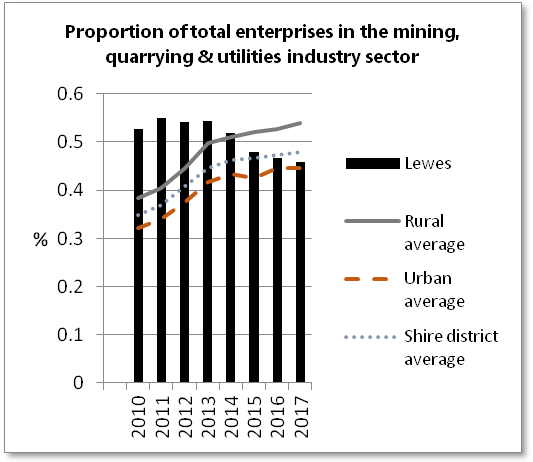 Proportion of total enterprises in the mining,
quarrying & utilities industry sector
0.6
0.5
0.4
0.3
0.2
0.1
0
%
2010
2011
2012
2013
2014
2015
2016
2017
Lewes
Rural
average
Urban
average
Shire district
average